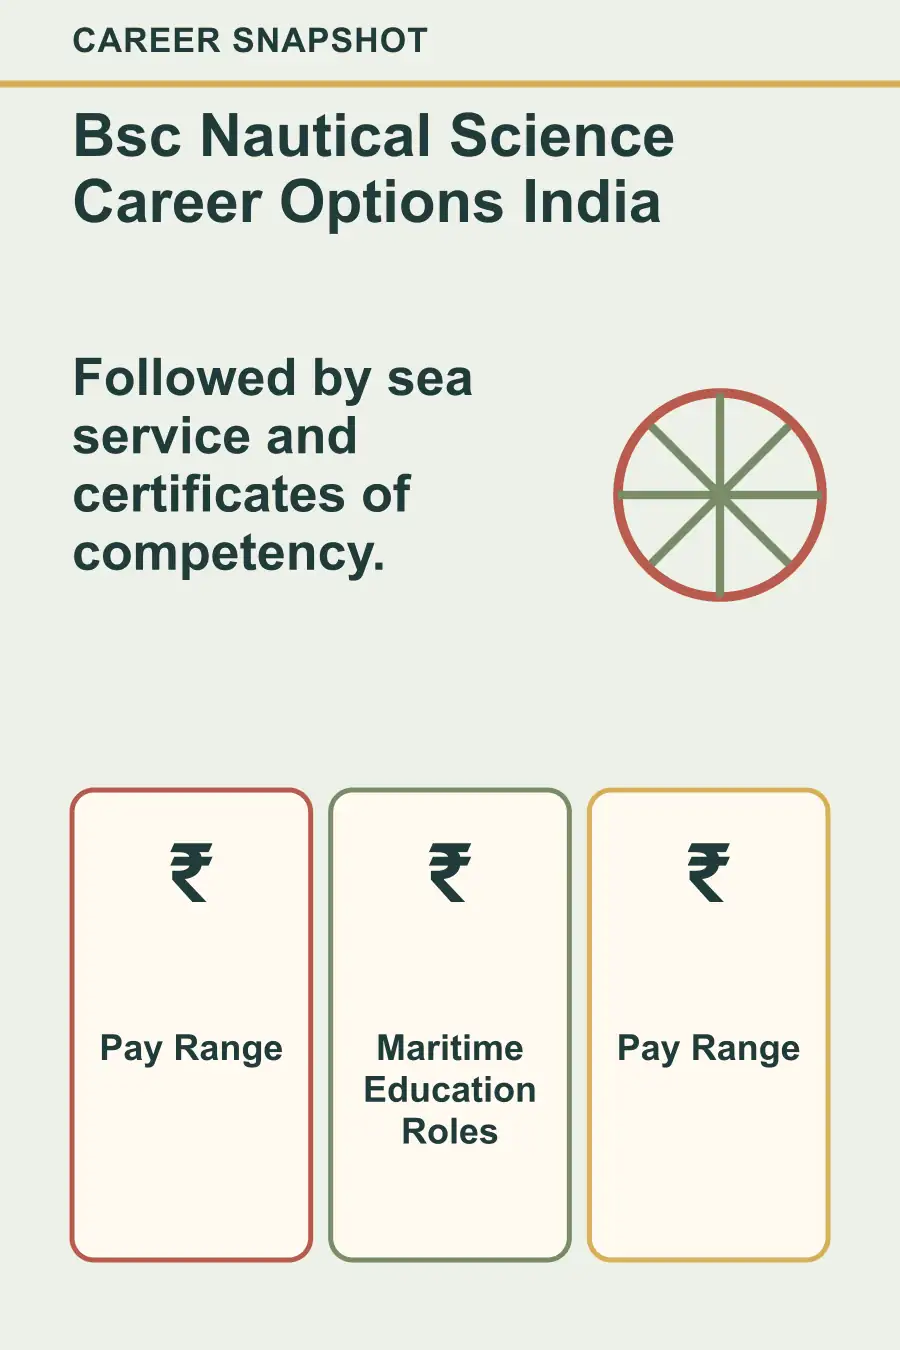 CAREER SNAPSHOT
Bsc Nautical Science
Career Options India
Followed by sea
service and
certificates of
competency.
₹
Pay Range
₹
Maritime
Education
Roles
₹
Pay Range